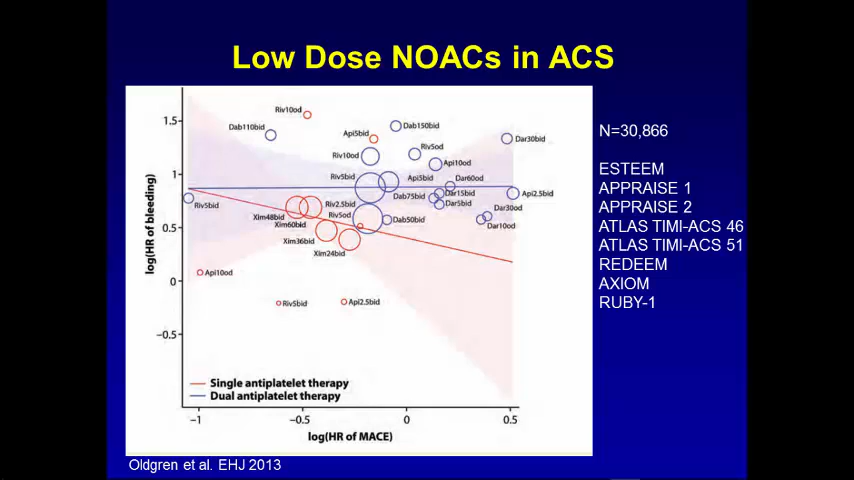 Low Dose NOACs in ACS
log(HR of bleeding)
1.5
1
0.5
0
−0.5
−1
−0.5
0
0.5
log(HR of MACE)
Riv10od
Dab110bid
Api5bid
Dab150bid
Dar30bid
Riv10od
Riv5od
Api10od
Riv5bid
Api5bid
Dar60od
Riv5bid
Riv2.5bid
Dab75bid
Dar15bid
Dar5bid
Api2.5bid
Xim48bid
Riv5od
Dab50bid
Dar30od
Dar10od
Xim60bid
Xim36bid
Xim24bid
Api10od
Riv5bid
Api2.5bid
Single antiplatelet therapy
Dual antiplatelet therapy
N=30,866
ESTEEM
APPRAISE 1
APPRAISE 2
ATLAS TIMI-ACS 46
ATLAS TIMI-ACS 51
REDEEM
AXIOM
RUBY-1
Oldgren et al. EHJ 2013